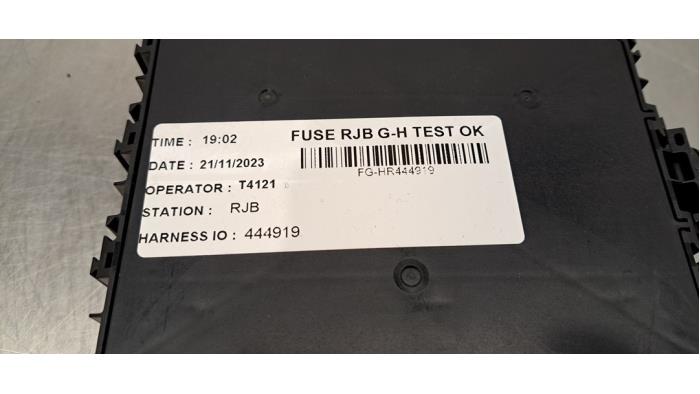 FUSE RJB G-H TEST OK
TIME : 19:02
DATE : 21/11/2023
FG-HR444919
OPERATOR : T4121
STATION : RJB
HARNESS IO : 444919